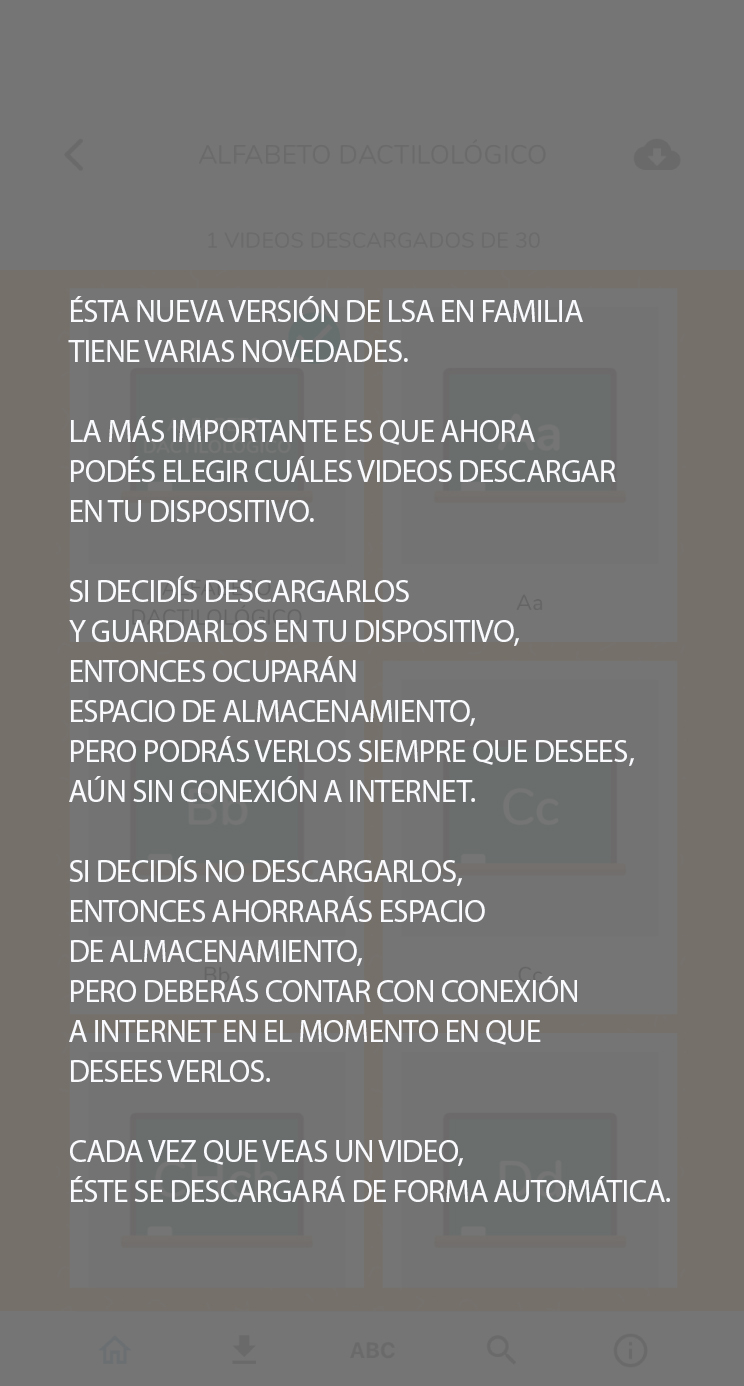 ALFABETO DACTILOLÓGICO
1 VIDEOS DESCARGADOS DE 30
ÉSTA NUEVA VERSIÓN DE LSA EN FAMILIA
TIENE VARIAS NOVEDADES.
LA MÁS IMPORTANTE ES QUE AHORA
PODÉS ELEGIR CUÁLES VIDEOS DESCARGAR
EN TU DISPOSITIVO.
SI DECIDÍS DESCARGARLOS
Y GUARDARLOS EN TU DISPOSITIVO,
ENTONCES OCUPARÁN
ESPACIO DE ALMACENAMIENTO,
PERO PODRÁS VERLOS SIEMPRE QUE DESEES,
AÚN SIN CONEXIÓN A INTERNET.
SI DECIDÍS NO DESCARGARLOS,
ENTONCES AHORRARÁS ESPACIO
DE ALMACENAMIENTO,
PERO DEBERÁS CONTAR CON CONEXIÓN
A INTERNET EN EL MOMENTO EN QUE
DESEES VERLOS.
CADA VEZ QUE VEAS UN VIDEO,
ÉSTE SE DESCARGARÁ DE FORMA AUTOMÁTICA.
Aa
DACTILOLÓGICO
Aa
DACTILOLÓGICO
Bb
Cc
Bb
Cc
Dd
ABC